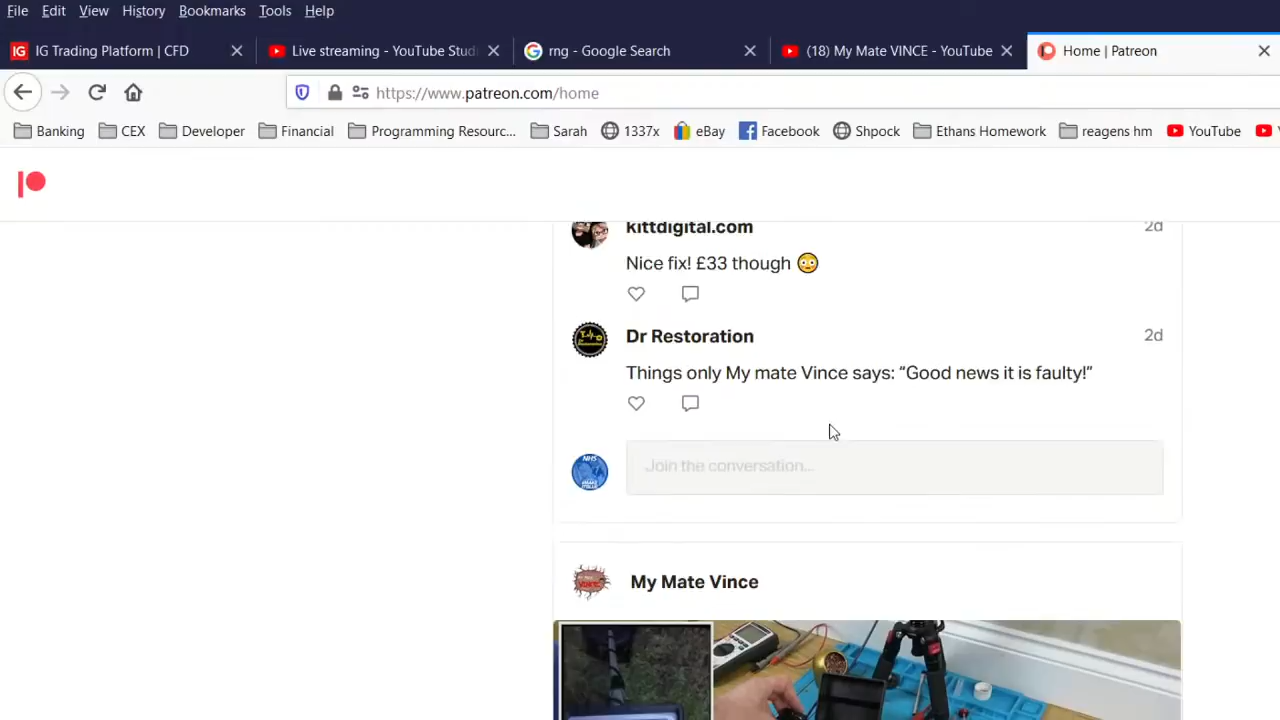 File Edit View History Bookmarks Tools Help
IG IG Trading Platform | CFD Live streaming - YouTube Stud rng - Google Search (18) My Mate VINCE - YouTube Home | Patreon
https://www.patreon.com/home
Banking CEX Developer Financial Programming Resourc... Sarah 1337x eBay Facebook Shpock Ethans Homework reagens hm YouTube
kittdigital.com 2d
Nice fix! £33 though 😳
Dr Restoration 2d
Things only My mate Vince says: “Good news it is faulty!”
NHS
Join the conversation...
My Mate Vince